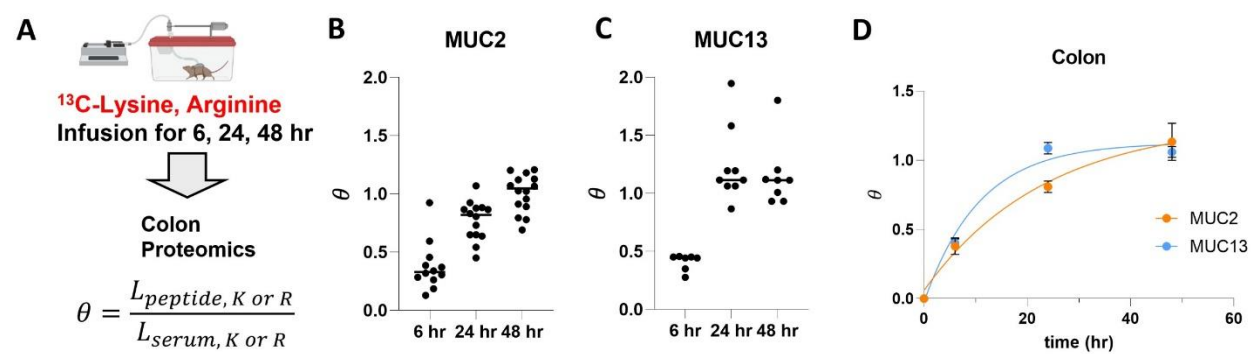 A
¹³C-Lysine, Arginine
Infusion for 6, 24, 48 hr
Colon
Proteomics
θ = L_peptide, K or R / L_serum, K or R
B
MUC2
2.0
1.5
1.0
0.5
0.0
θ
6 hr 24 hr 48 hr
C
MUC13
2.0
1.5
1.0
0.5
0.0
θ
6 hr 24 hr 48 hr
D
Colon
1.5
1.0
0.5
0.0
θ
0 20 40 60
time (hr)
MUC2
MUC13